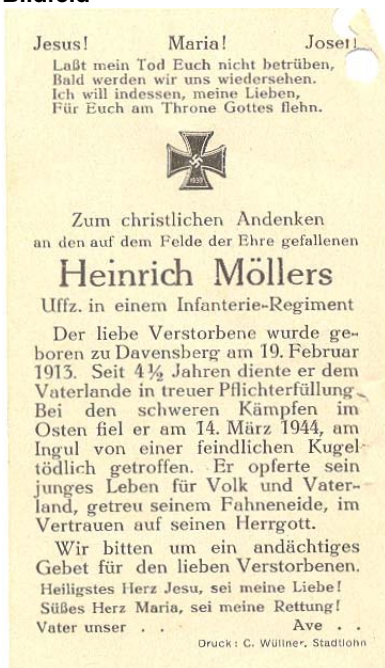 Jesus! Maria! Josef!
Laßt mein Tod Euch nicht betrüben,
Bald werden wir uns wiedersehen.
Ich will indessen, meine Lieben,
Für Euch am Throne Gottes flehn.
1939
Zum christlichen Andenken
an den auf dem Felde der Ehre gefallenen
Heinrich Möllers
Uffz. in einem Infanterie-Regiment
Der liebe Verstorbene wurde ge-
boren zu Davensberg am 19. Februar
1913. Seit 4½ Jahren diente er dem
Vaterlande in treuer Pflichterfüllung.
Bei den schweren Kämpfen im
Osten fiel er am 14. März 1944, am
Ingul von einer feindlichen Kugel
tödlich getroffen. Er opferte sein
junges Leben für Volk und Vater-
land, getreu seinem Fahneneide, im
Vertrauen auf seinen Herrgott.
Wir bitten um ein andächtiges
Gebet für den lieben Verstorbenen.
Heiligstes Herz Jesu, sei meine Liebe!
Süßes Herz Maria, sei meine Rettung!
Vater unser . . Ave . .
Druck: C. Wüllner, Stadtlohn